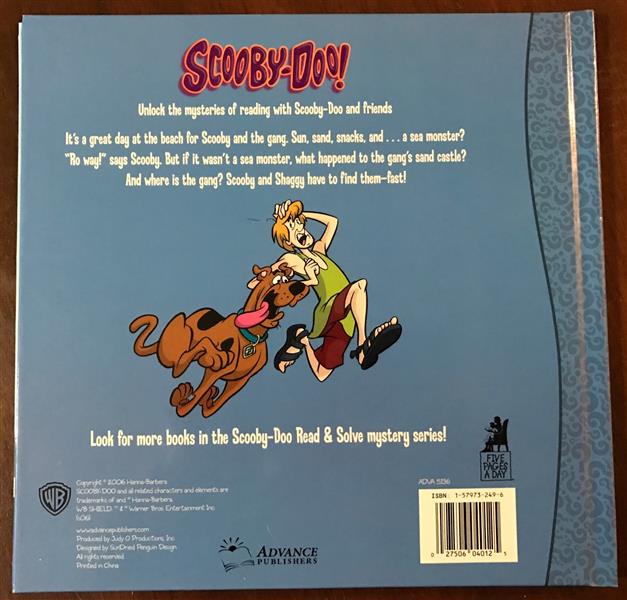 SCOOBY-DOO!
Unlock the mysteries of reading with Scooby-Doo and friends
It's a great day at the beach for Scooby and the gang. Sun, sand, snacks, and . . . a sea monster?
"Ro way!" says Scooby. But if it wasn't a sea monster, what happened to the gang's sand castle?
And where is the gang? Scooby and Shaggy have to find them–fast!
Look for more books in the Scooby-Doo Read & Solve mystery series!
FIVE
PAGES
A DAY
WB
Copyright © 2006 Hanna-Barbera
SCOOBY-DOO and all related characters and elements are
trademarks of and © Hanna-Barbera.
WB SHIELD: ™ & © Warner Bros. Entertainment Inc.
(s06)
www.advancepublishers.com
Produced by Judy O Productions, Inc.
Designed by SunDried Penguin Design
All rights reserved.
Printed in China
ADVANCE
PUBLISHERS
ADVA 5136
ISBN: 1-57973-249-6
0 27506 04012 5